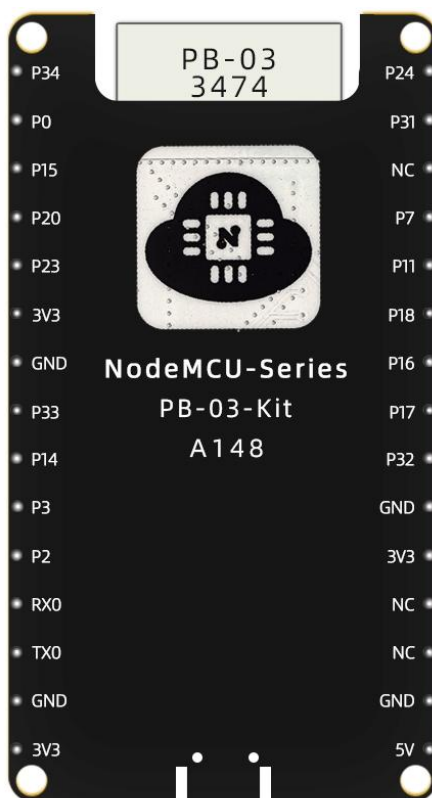 PB-03
3474
P34
P0
P15
P20
P23
3V3
GND
P33
P14
P3
P2
RX0
TX0
GND
3V3
P24
P31
NC
P7
P11
P18
P16
P17
P32
GND
3V3
NC
NC
GND
5V
N
NodeMCU-Series
PB-03-Kit
A148